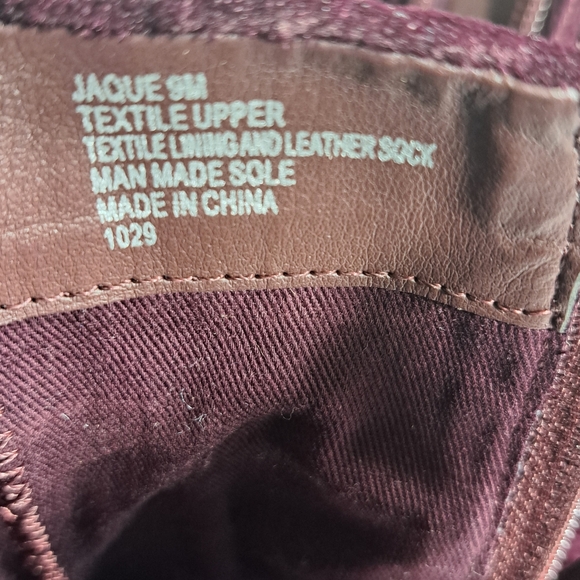 JAQUE 9M
TEXTILE UPPER
TEXTILE LINING AND LEATHER SOCK
MAN MADE SOLE
MADE IN CHINA
1029